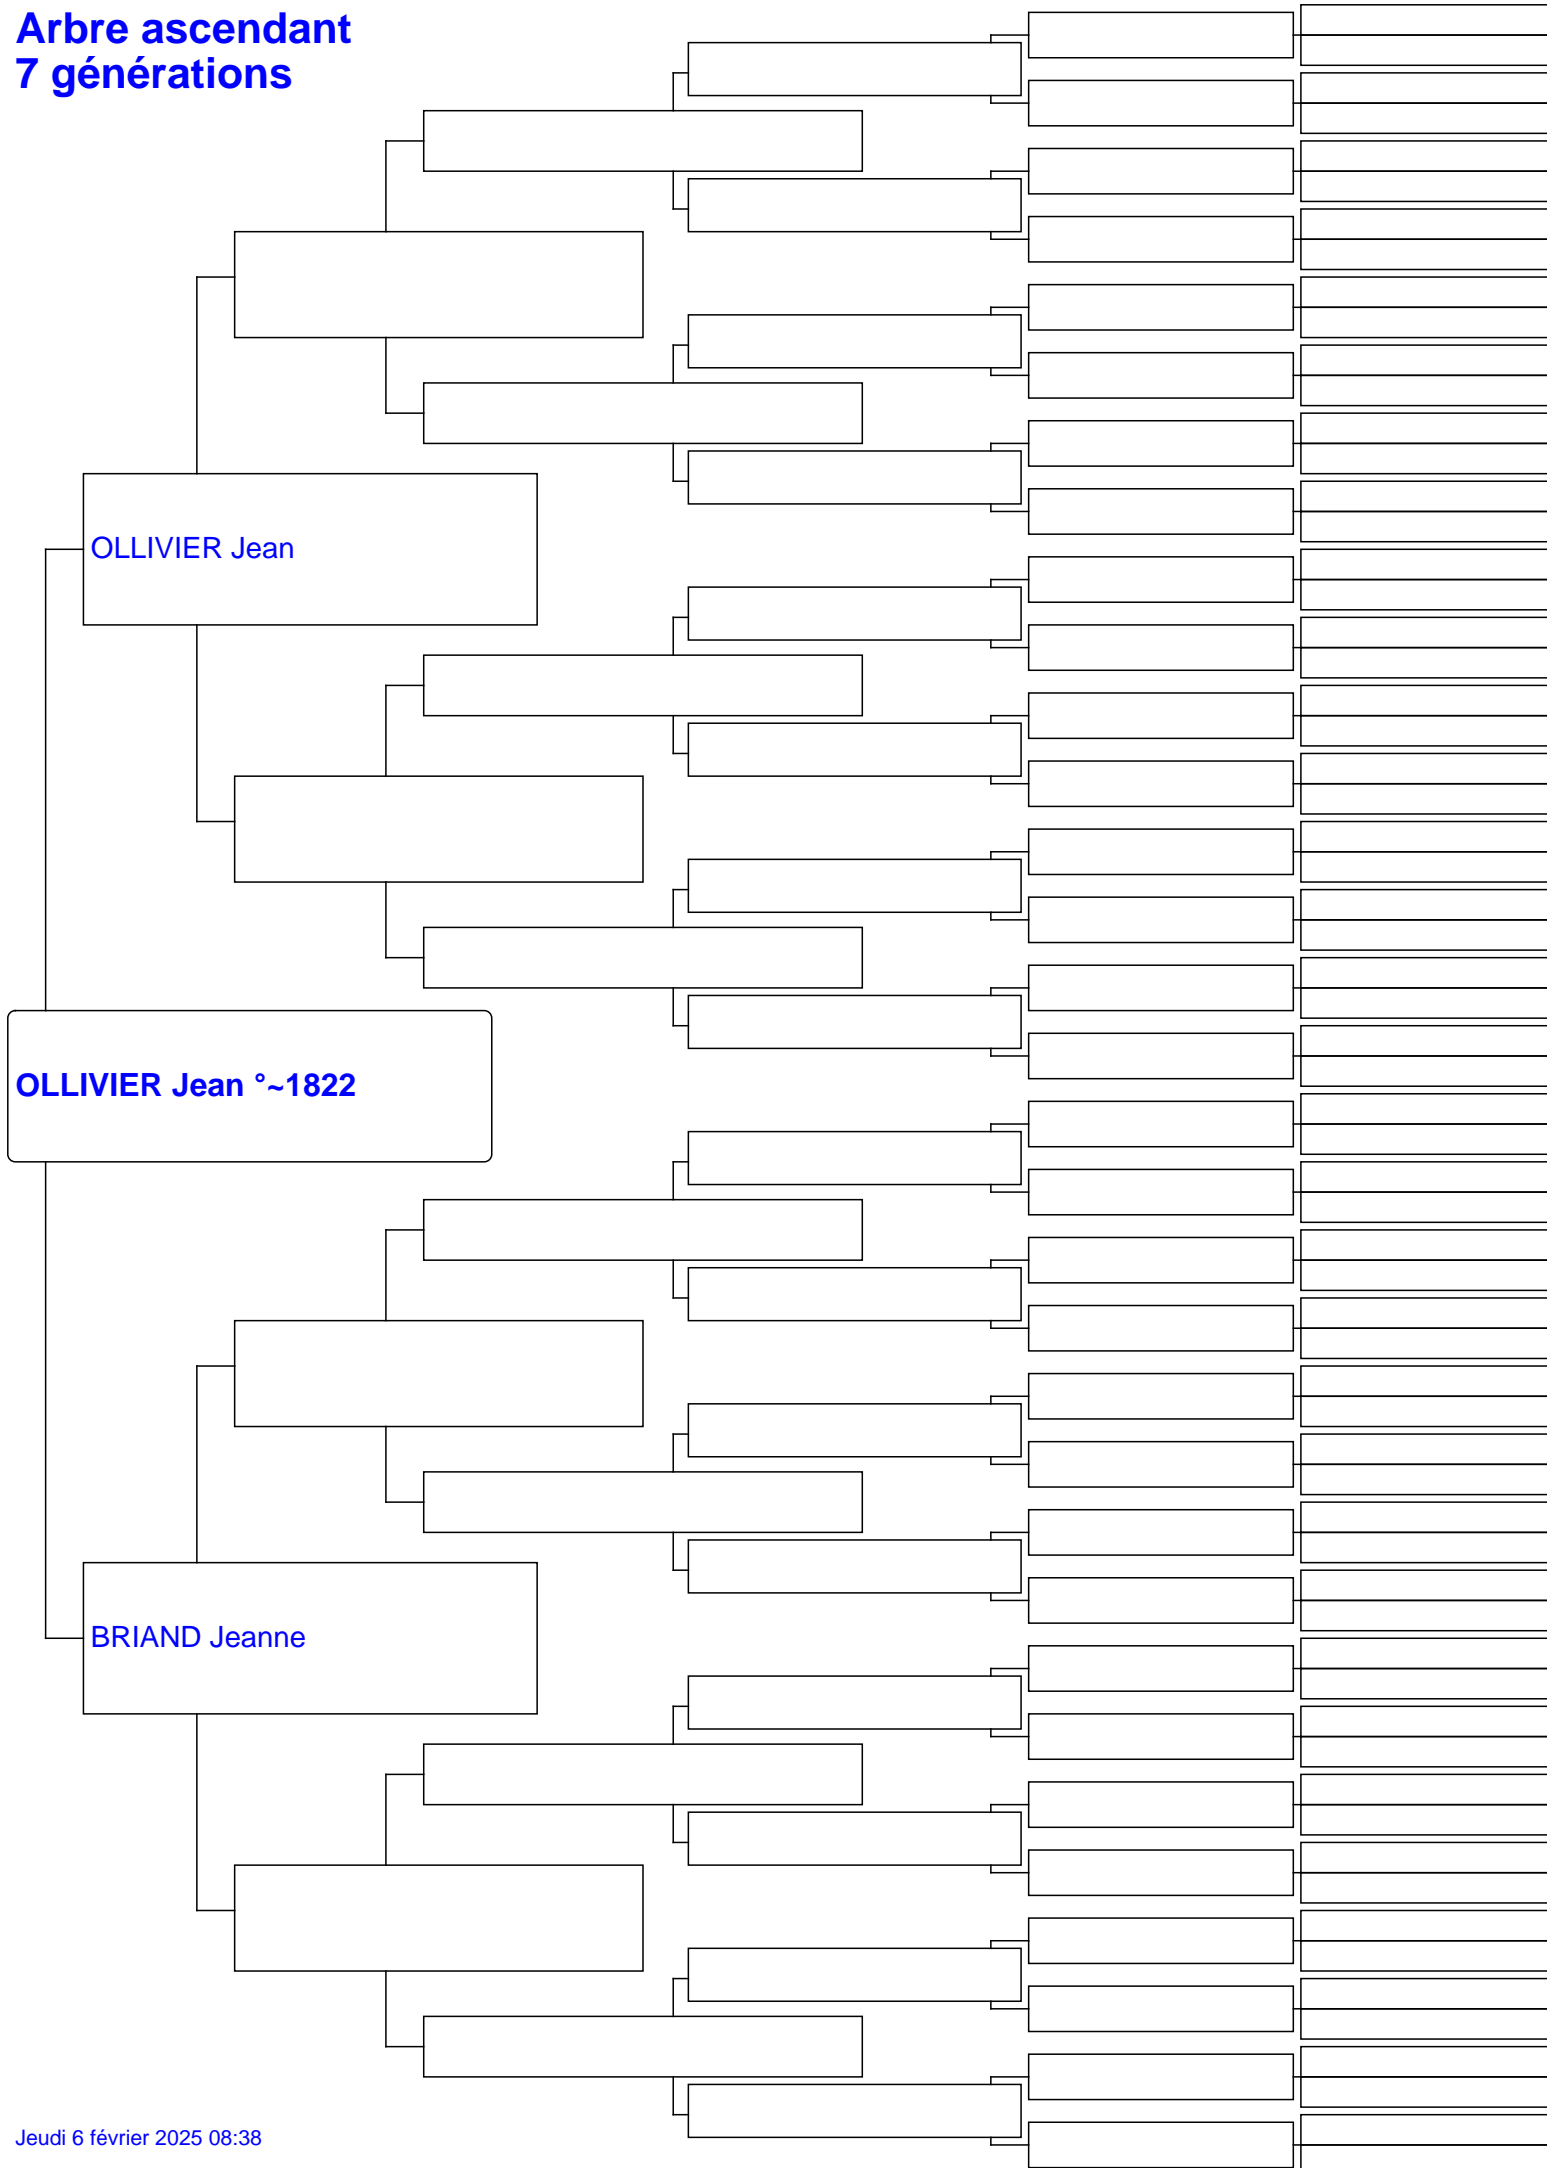 Arbre ascendant
7 générations
OLLIVIER Jean
OLLIVIER Jean °~1822
BRIAND Jeanne
Jeudi 6 février 2025 08:38